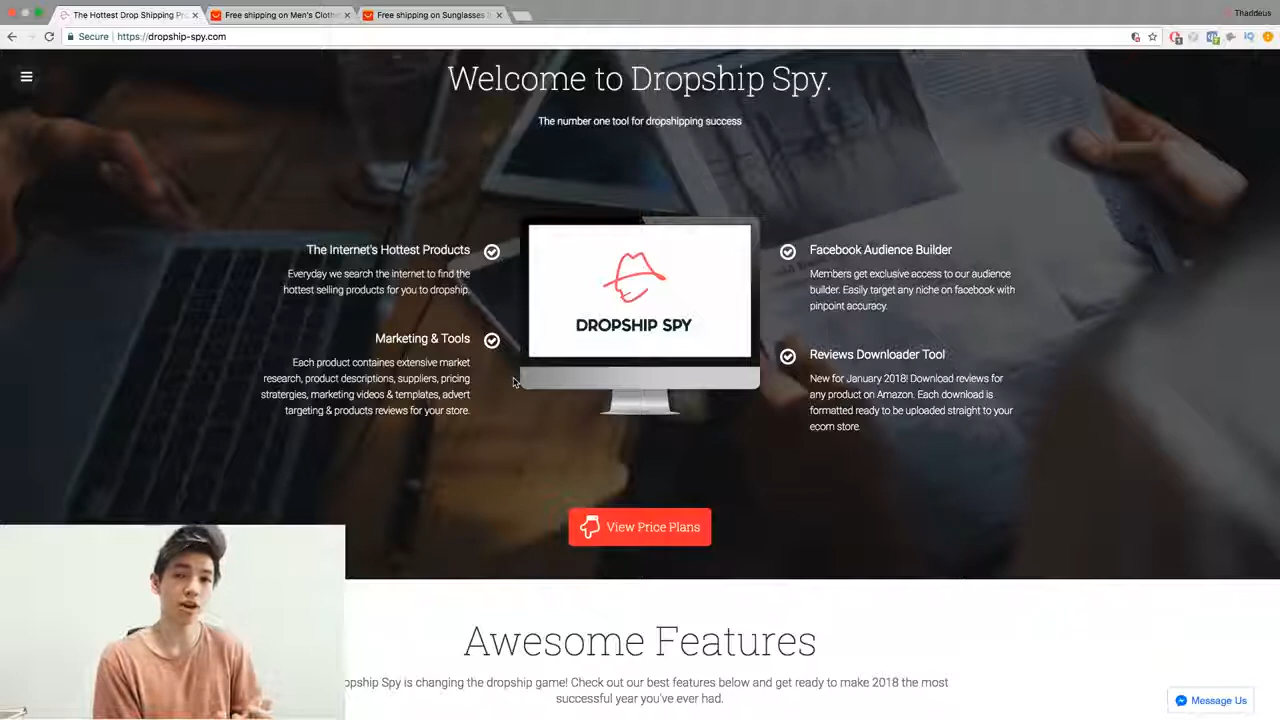 The Hottest Drop Shipping Pro
Free shipping on Men's Clothe
Free shipping on Sunglasses
Thaddeus
Secure
https://dropship-spy.com
Welcome to Dropship Spy.
The number one tool for dropshipping success
The Internet's Hottest Products
Everyday we search the internet to find the
hottest selling products for you to dropship.
Marketing & Tools
Each product containes extensive market
research, product descriptions, suppliers, pricing
stratergies, marketing videos & templates, advert
targeting & products reviews for your store.
DROPSHIP SPY
Facebook Audience Builder
Members get exclusive access to our audience
builder. Easily target any niche on facebook with
pinpoint accuracy.
Reviews Downloader Tool
New for January 2018! Download reviews for
any product on Amazon. Each download is
formatted ready to be uploaded straight to your
ecom store.
View Price Plans
Awesome Features
opship Spy is changing the dropship game! Check out our best features below and get ready to make 2018 the most
successful year you've ever had.
Message Us